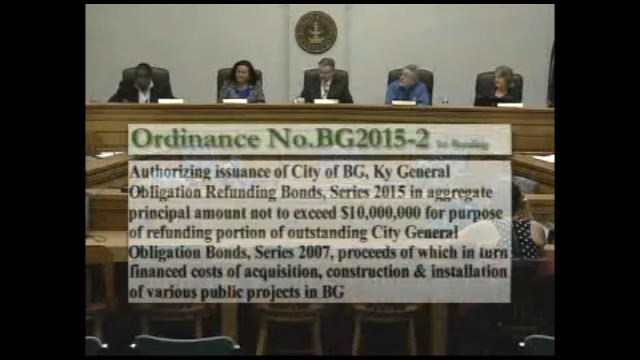 Ordinance No.BG2015-2 1st Reading
Authorizing issuance of City of BG, Ky General
Obligation Refunding Bonds, Series 2015 in aggregate
principal amount not to exceed $10,000,000 for purpose
of refunding portion of outstanding City General
Obligation Bonds, Series 2007, proceeds of which in turn
financed costs of acquisition, construction & installation
of various public projects in BG